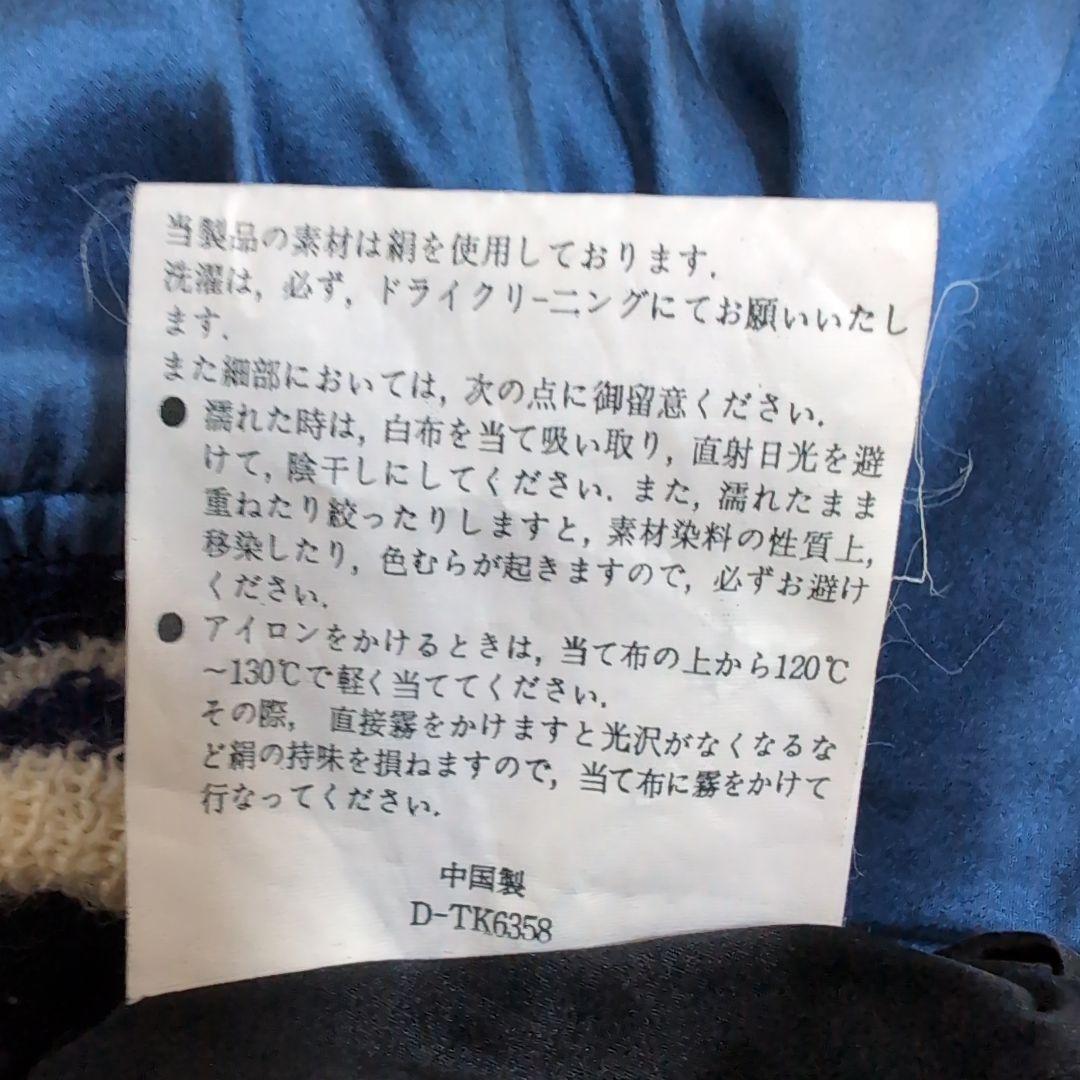 当製品の素材は絹を使用しております.
洗濯は, 必ず, ドライクリーニングにてお願いいたし
ます.
また細部においては, 次の点に御留意ください.
● 濡れた時は, 白布を当て吸い取り, 直射日光を避
けて, 陰干しにしてください. また, 濡れたまま
重ねたり絞ったりしますと, 素材染料の性質上,
移染したり, 色むらが起きますので, 必ずお避け
ください.
● アイロンをかけるときは, 当て布の上から120℃
～130℃で軽く当ててください.
その際, 直接霧をかけますと光沢がなくなるな
ど絹の持味を損ねますので, 当て布に霧をかけて
行なってください.
中国製
D-TK6358